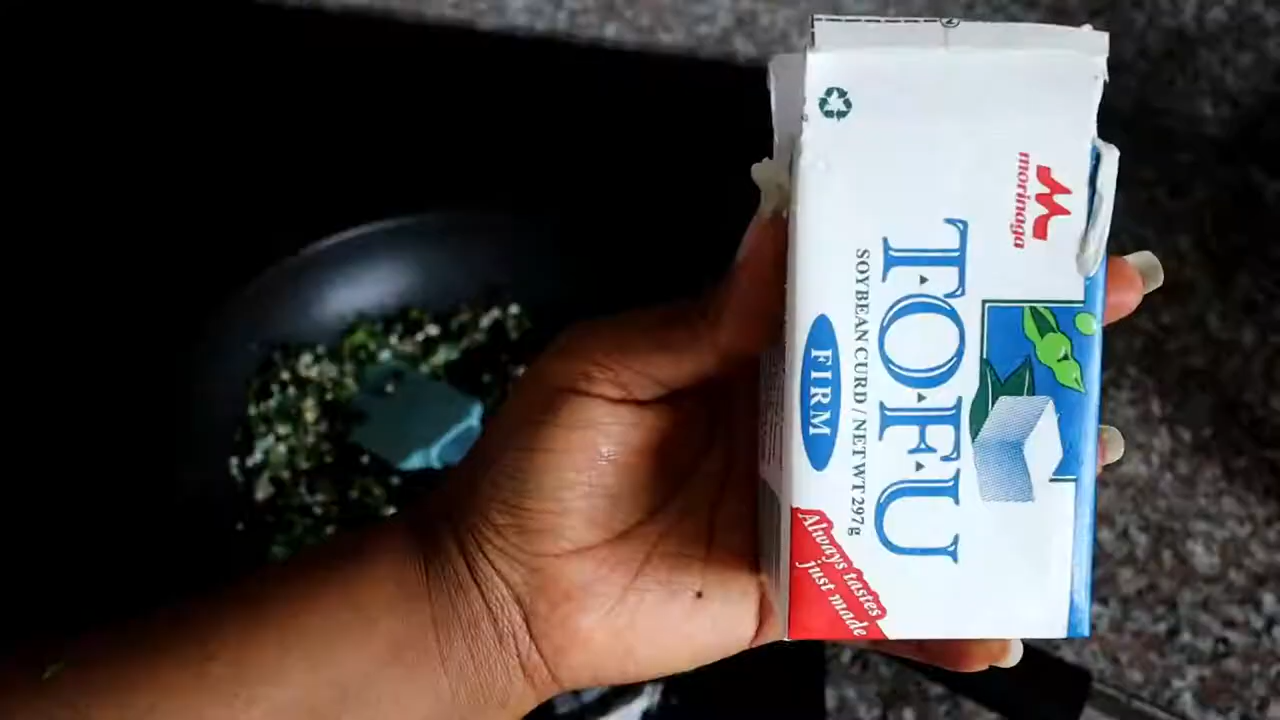 morinaga
TOFU
SOYBEAN CURD / NET WT 297g
FIRM
Always tastes
just made